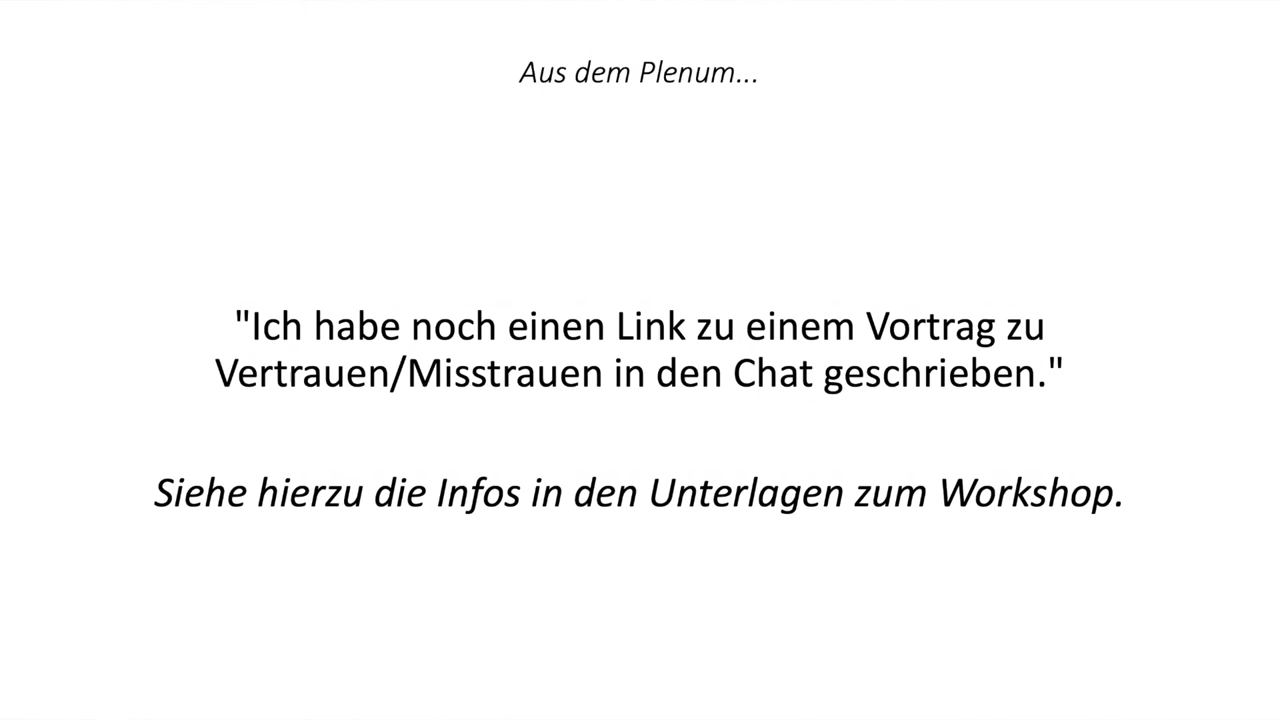 Aus dem Plenum...
"Ich habe noch einen Link zu einem Vortrag zu
Vertrauen/Misstrauen in den Chat geschrieben."
Siehe hierzu die Infos in den Unterlagen zum Workshop.